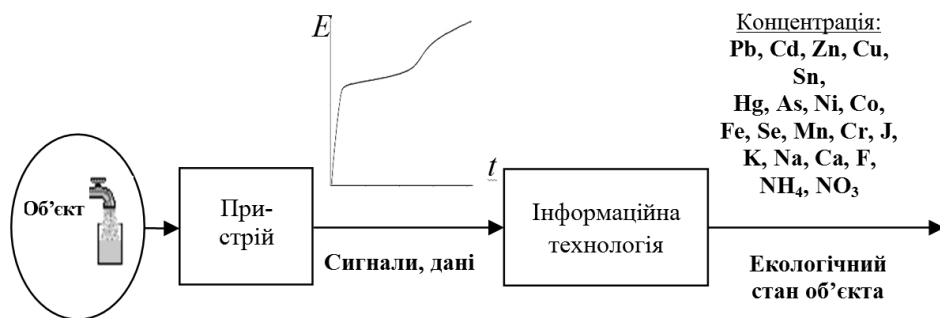 Об’єкт
При-
стрій
E
t
Сигнали, дані
Інформаційна
технологія
Концентрація:
Pb, Cd, Zn, Cu,
Sn,
Hg, As, Ni, Co,
Fe, Se, Mn, Cr, J,
K, Na, Ca, F,
NH₄, NO₃
Екологічний
стан об’єкта